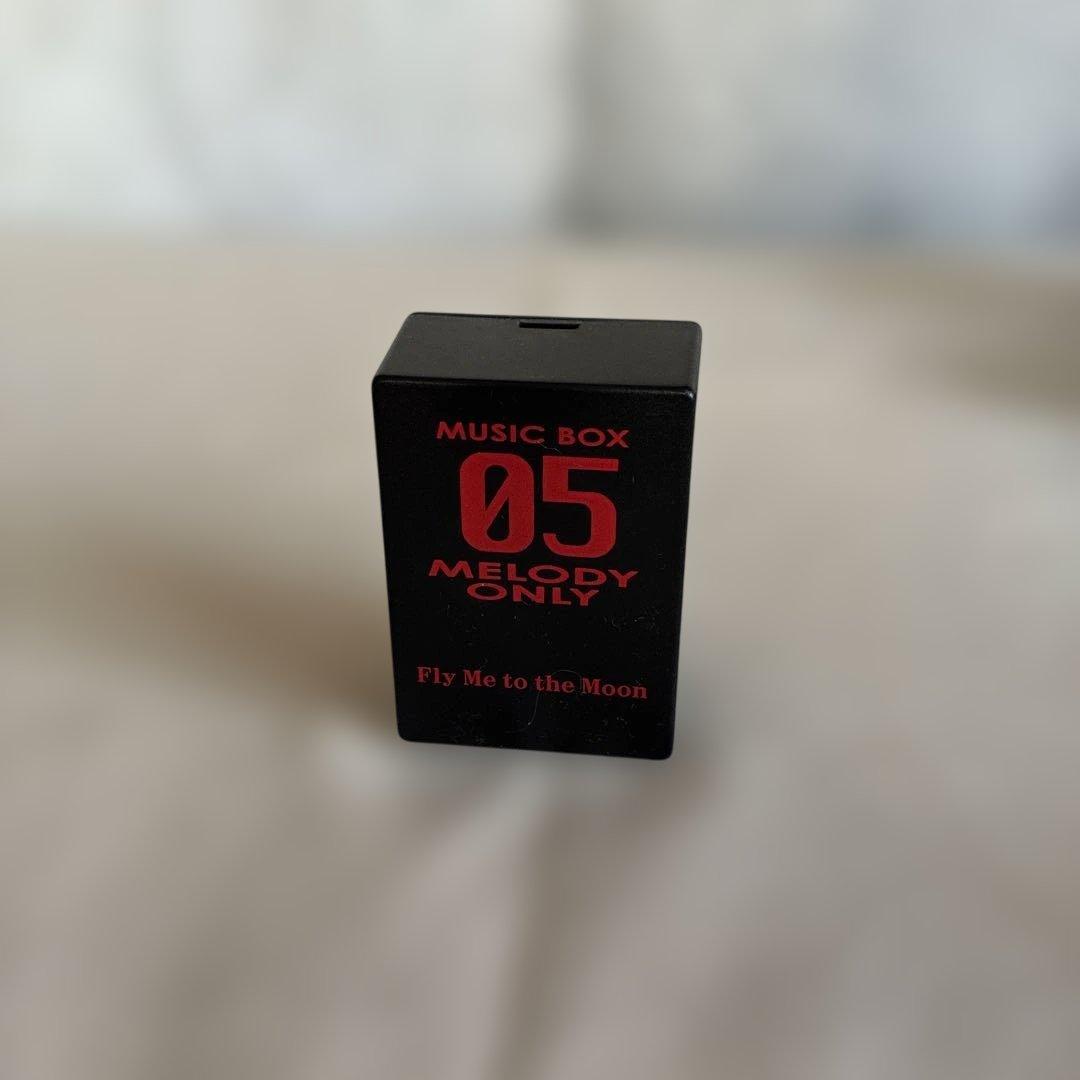 MUSIC BOX
05
MELODY
ONLY
Fly Me to the Moon